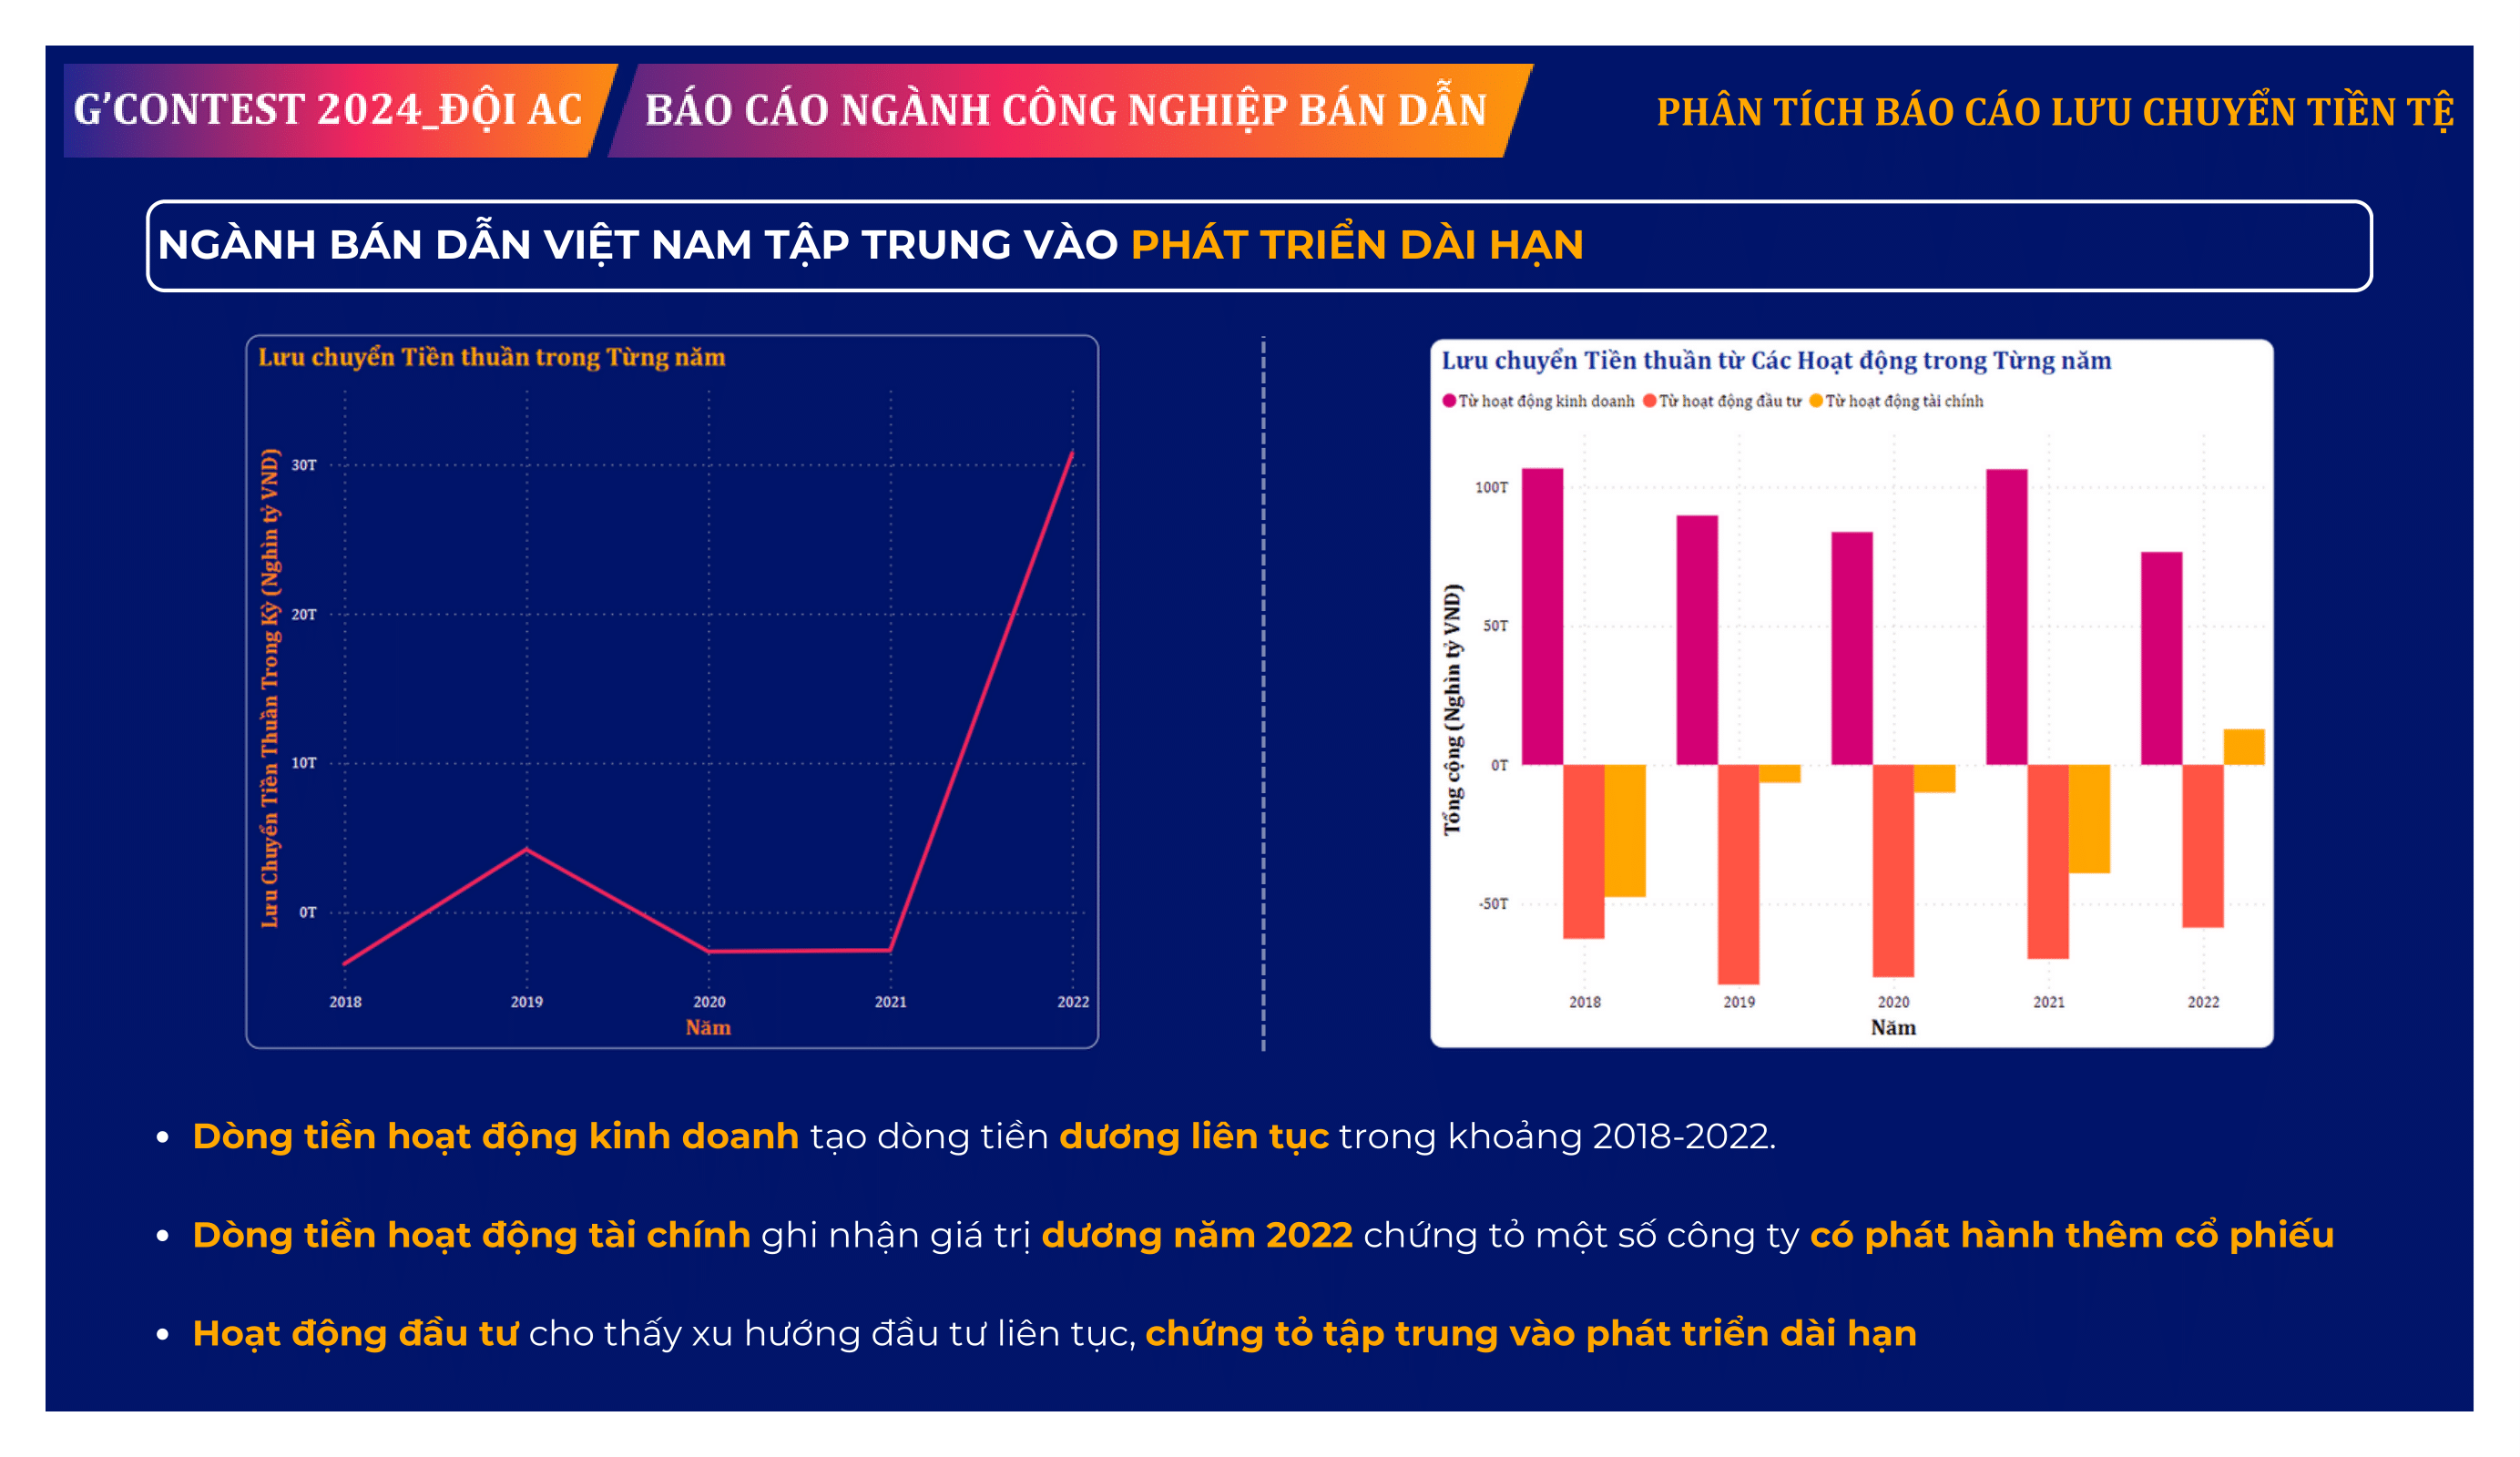 G'CONTEST 2024_ĐỘI AC
BÁO CÁO NGÀNH CÔNG NGHIỆP BÁN DẪN
PHÂN TÍCH BÁO CÁO LƯU CHUYỂN TIỀN TỆ
NGÀNH BÁN DẪN VIỆT NAM TẬP TRUNG VÀO PHÁT TRIỂN DÀI HẠN
Lưu chuyển Tiền thuần trong Từng năm
Lưu Chuyển Tiền Thuần Trong Kỳ (Nghìn tỷ VND)
30T
20T
10T
0T
2018 2019 2020 2021 2022
Năm
Lưu chuyển Tiền thuần từ Các Hoạt động trong Từng năm
Từ hoạt động kinh doanh Từ hoạt động đầu tư Từ hoạt động tài chính
Tổng cộng (Nghìn tỷ VND)
100T
50T
0T
-50T
2018 2019 2020 2021 2022
Năm
• Dòng tiền hoạt động kinh doanh tạo dòng tiền dương liên tục trong khoảng 2018-2022.
• Dòng tiền hoạt động tài chính ghi nhận giá trị dương năm 2022 chứng tỏ một số công ty có phát hành thêm cổ phiếu
• Hoạt động đầu tư cho thấy xu hướng đầu tư liên tục, chứng tỏ tập trung vào phát triển dài hạn